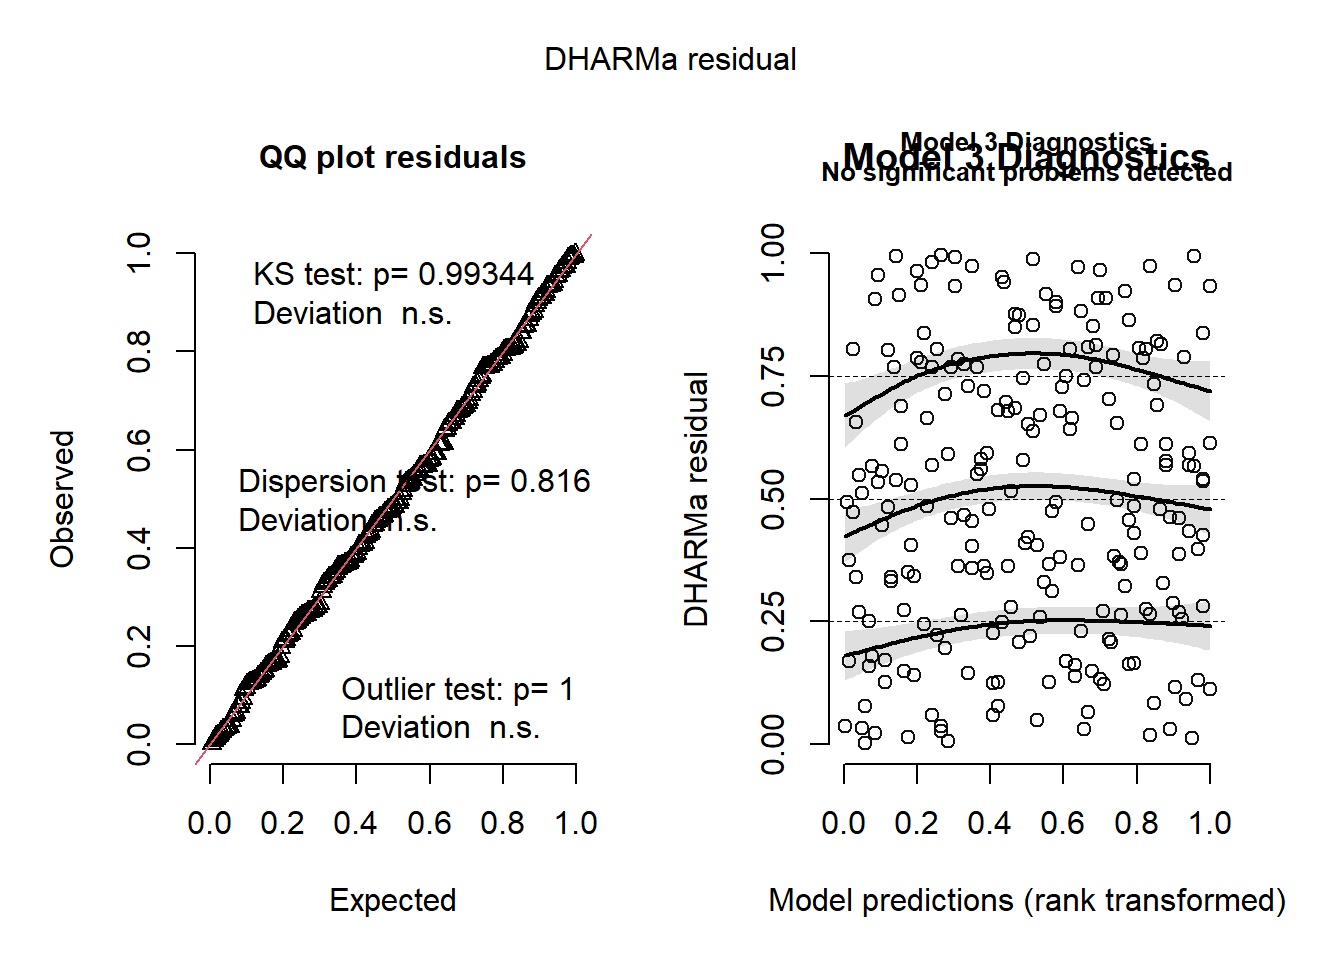 DHARMa residual
QQ plot residuals
KS test: p= 0.99344
Deviation  n.s.
Dispersion test: p= 0.816
Deviation n.s.
Outlier test: p= 1
Deviation  n.s.
Observed
0.0 0.2 0.4 0.6 0.8 1.0
0.0 0.2 0.4 0.6 0.8 1.0
Expected
Model 3 Diagnostics
Model 3 Diagnostics
No significant problems detected
DHARMa residual
0.00 0.25 0.50 0.75 1.00
0.0 0.2 0.4 0.6 0.8 1.0
Model predictions (rank transformed)